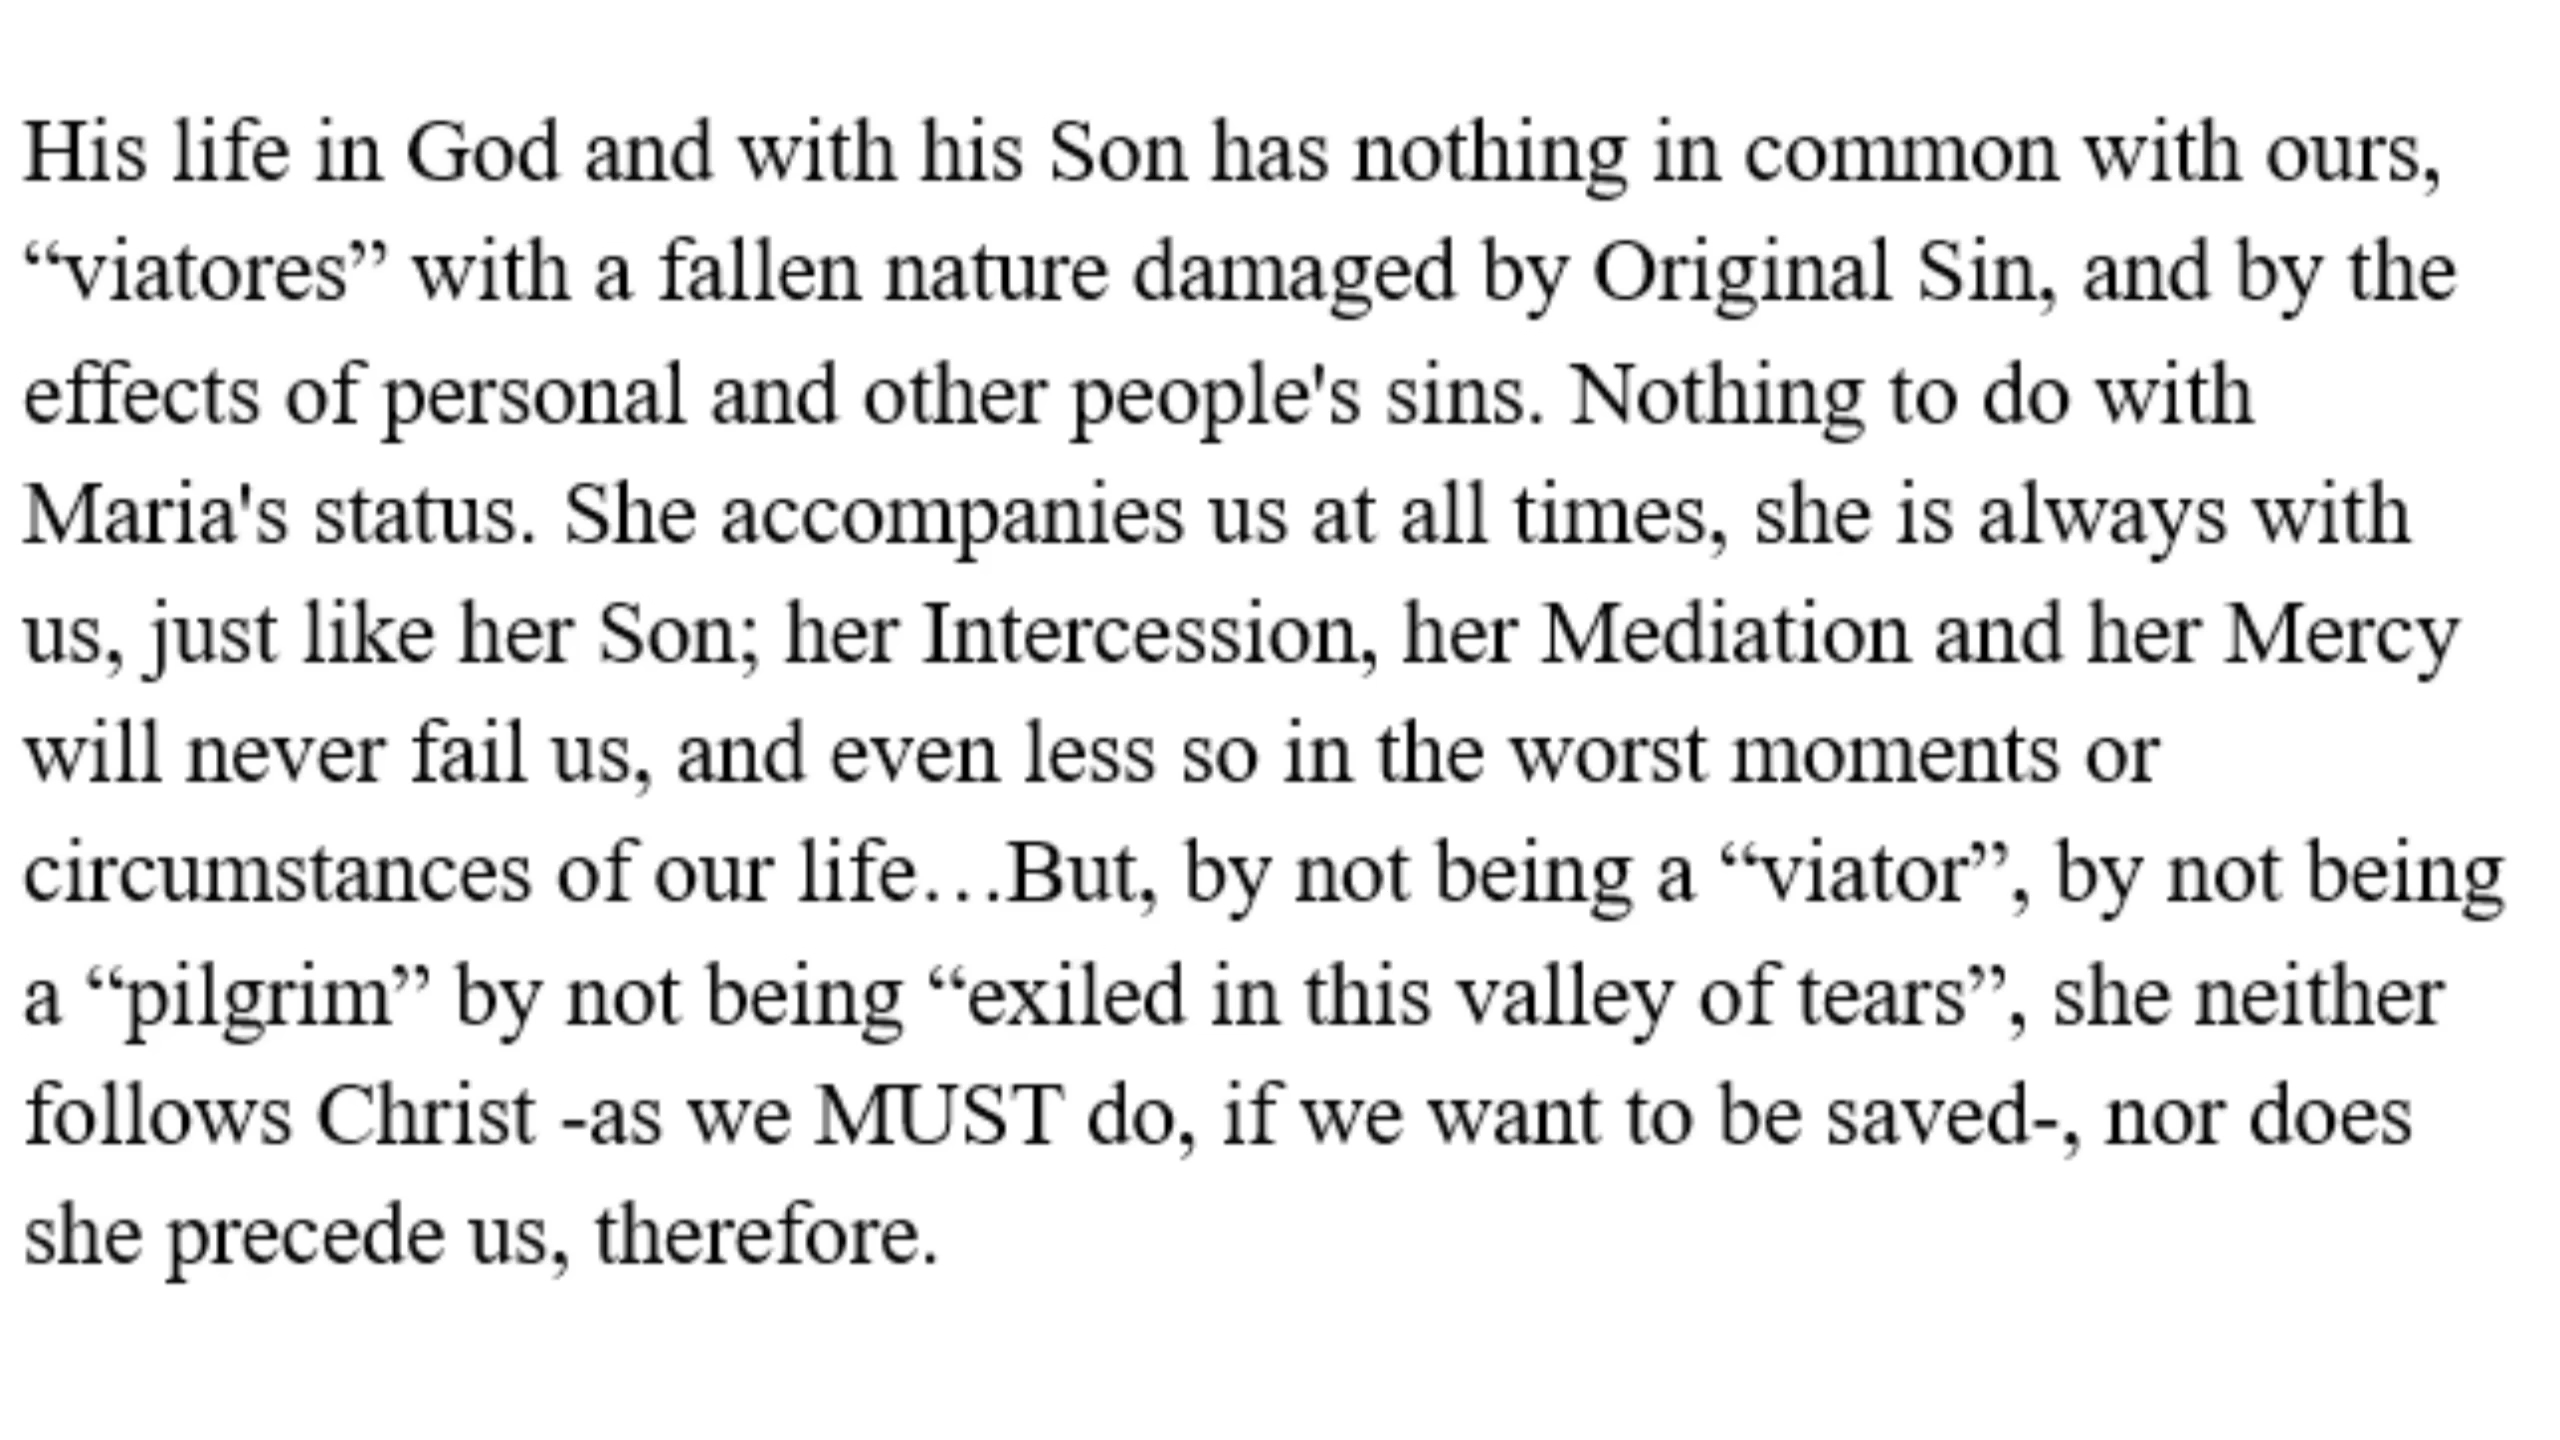 His life in God and with his Son has nothing in common with ours,
“viatores” with a fallen nature damaged by Original Sin, and by the
effects of personal and other people's sins. Nothing to do with
Maria's status. She accompanies us at all times, she is always with
us, just like her Son; her Intercession, her Mediation and her Mercy
will never fail us, and even less so in the worst moments or
circumstances of our life…But, by not being a “viator”, by not being
a “pilgrim” by not being “exiled in this valley of tears”, she neither
follows Christ -as we MUST do, if we want to be saved-, nor does
she precede us, therefore.